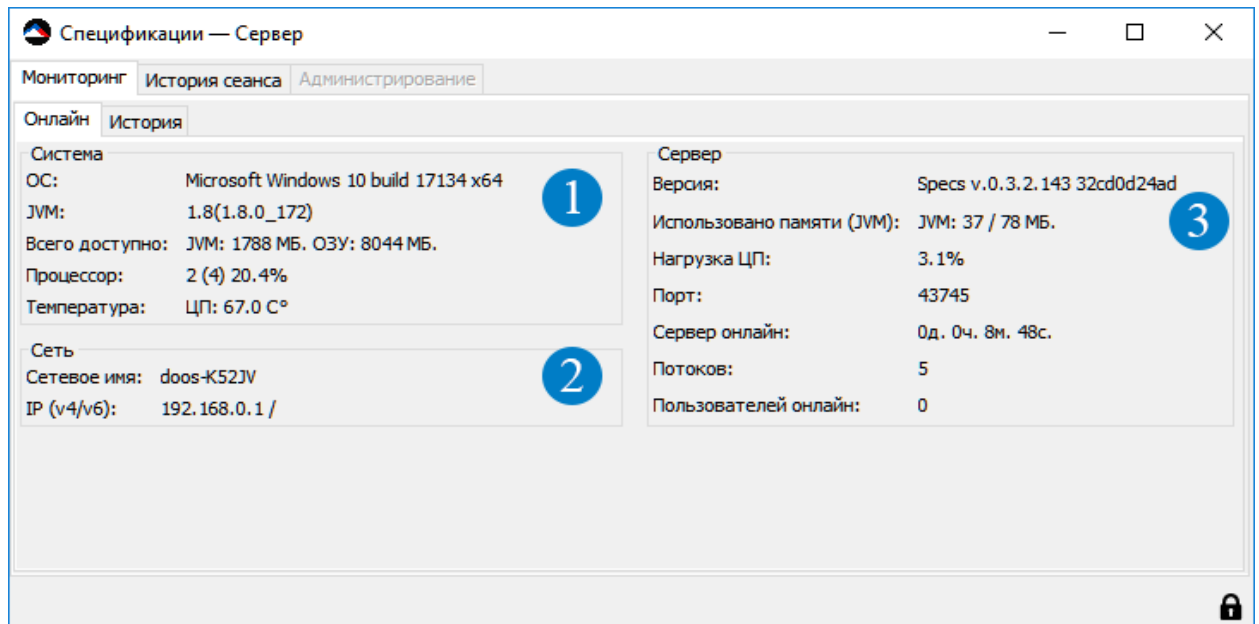 Спецификации — Сервер
Мониторинг История сеанса Администрирование
Онлайн История
Система
ОС: Microsoft Windows 10 build 17134 x64
JVM: 1.8(1.8.0_172)
Всего доступно: JVM: 1788 МБ. ОЗУ: 8044 МБ.
Процессор: 2 (4) 20.4%
Температура: ЦП: 67.0 C°
1
Сеть
Сетевое имя: doos-K52JV
IP (v4/v6): 192.168.0.1 /
2
Сервер
Версия: Specs v.0.3.2.143 32cd0d24ad
Использовано памяти (JVM): JVM: 37 / 78 МБ.
Нагрузка ЦП: 3.1%
Порт: 43745
Сервер онлайн: 0д. 0ч. 8м. 48с.
Потоков: 5
Пользователей онлайн: 0
3